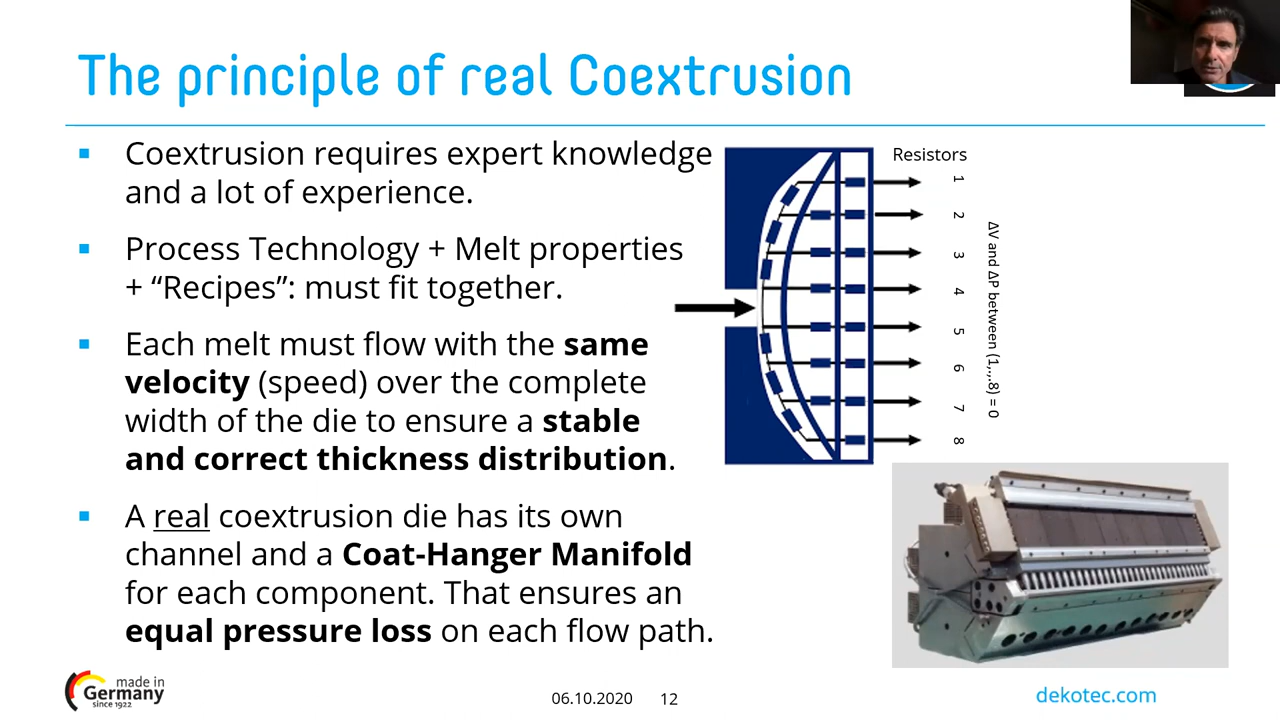 The principle of real Coextrusion
Coextrusion requires expert knowledge
and a lot of experience.
Process Technology + Melt properties
+ “Recipes”: must fit together.
Each melt must flow with the same
velocity (speed) over the complete
width of the die to ensure a stable
and correct thickness distribution.
A real coextrusion die has its own
channel and a Coat-Hanger Manifold
for each component. That ensures an
equal pressure loss on each flow path.
Resistors
1
2
3
4
5
6
7
8
ΔV and ΔP between (1,,,.8) = 0
made in
Germany
since 1922
06.10.2020
12
dekotec.com